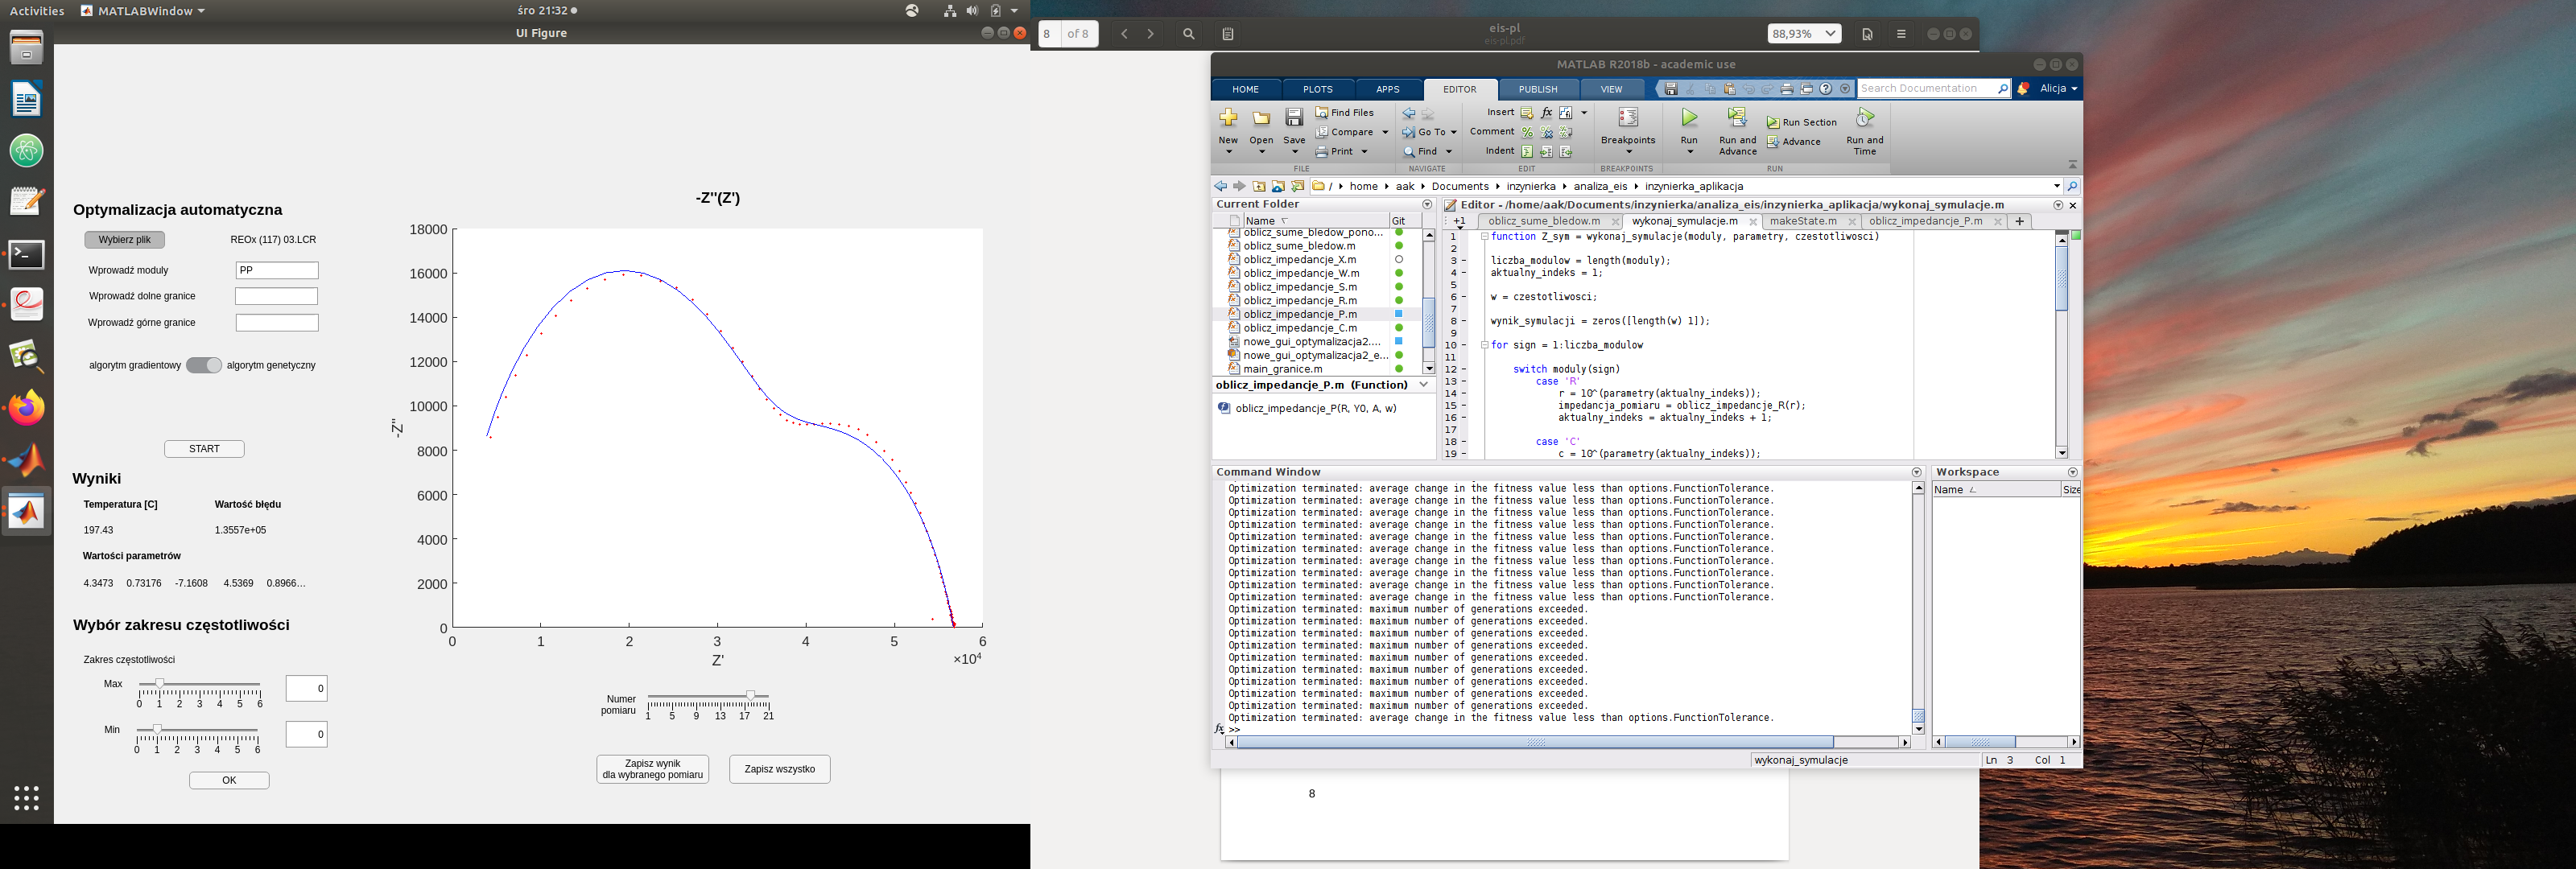 Activities
MATLABWindow
śro 21:32
UI Figure
Optymalizacja automatyczna
Wybierz plik
REOx (117) 03.LCR
Wprowadź moduly
PP
Wprowadź dolne granice
Wprowadź górne granice
algorytm gradientowy
algorytm genetyczny
START
Wyniki
Temperatura [C]
Wartość błędu
197.43
1.3557e+05
Wartości parametrów
4.3473 0.73176 -7.1608 4.5369 0.8966...
Wybór zakresu częstotliwości
Zakres częstotliwości
Max
0 1 2 3 4 5 6
0
Min
0 1 2 3 4 5 6
0
OK
-Z''(Z')
18000
16000
14000
12000
10000
8000
6000
4000
2000
0
-Z''
0 1 2 3 4 5 6
Z'
×10⁴
Numer
pomiaru
1 5 9 13 17 21
Zapisz wynik
dla wybranego pomiaru
Zapisz wszystko
8 of 8
eis-pl
eis-pl.pdf
88,93%
MATLAB R2018b - academic use
HOME PLOTS APPS EDITOR PUBLISH VIEW
Search Documentation
Alicja
New
Open
Save
Find Files
Compare
Print
FILE
Go To
Find
NAVIGATE
Insert
Comment
Indent
EDIT
Breakpoints
BREAKPOINTS
Run
Run and
Advance
Run Section
Advance
Run and
Time
RUN
/ home aak Documents inzynierka analiza_eis inzynierka_aplikacja
Current Folder
Name
Git
oblicz_sume_bledow_pono...
oblicz_sume_bledow.m
oblicz_impedancje_X.m
oblicz_impedancje_W.m
oblicz_impedancje_S.m
oblicz_impedancje_R.m
oblicz_impedancje_P.m
oblicz_impedancje_C.m
nowe_gui_optymalizacja2....
nowe_gui_optymalizacja2_e...
main_granice.m
oblicz_impedancje_P.m (Function)
oblicz_impedancje_P(R, Y0, A, w)
Editor - /home/aak/Documents/inzynierka/analiza_eis/inzynierka_aplikacja/wykonaj_symulacje.m
+1
oblicz_sume_bledow.m
wykonaj_symulacje.m
makeState.m
oblicz_impedancje_P.m
+
1 function Z_sym = wykonaj_symulacje(moduly, parametry, czestotliwosci)
2
3 - liczba_modulow = length(moduly);
4 - aktualny_indeks = 1;
5
6 - w = czestotliwosci;
7
8 - wynik_symulacji = zeros([length(w) 1]);
9
10 - for sign = 1:liczba_modulow
11
12 - switch moduly(sign)
13 - case 'R'
14 - r = 10^(parametry(aktualny_indeks));
15 - impedancja_pomiaru = oblicz_impedancje_R(r);
16 - aktualny_indeks = aktualny_indeks + 1;
17
18 - case 'C'
19 - c = 10^(parametry(aktualny_indeks));
Command Window
Optimization terminated: average change in the fitness value less than options.FunctionTolerance.
Optimization terminated: average change in the fitness value less than options.FunctionTolerance.
Optimization terminated: average change in the fitness value less than options.FunctionTolerance.
Optimization terminated: average change in the fitness value less than options.FunctionTolerance.
Optimization terminated: average change in the fitness value less than options.FunctionTolerance.
Optimization terminated: average change in the fitness value less than options.FunctionTolerance.
Optimization terminated: average change in the fitness value less than options.FunctionTolerance.
Optimization terminated: average change in the fitness value less than options.FunctionTolerance.
Optimization terminated: average change in the fitness value less than options.FunctionTolerance.
Optimization terminated: average change in the fitness value less than options.FunctionTolerance.
Optimization terminated: maximum number of generations exceeded.
Optimization terminated: maximum number of generations exceeded.
Optimization terminated: maximum number of generations exceeded.
Optimization terminated: maximum number of generations exceeded.
Optimization terminated: maximum number of generations exceeded.
Optimization terminated: maximum number of generations exceeded.
Optimization terminated: maximum number of generations exceeded.
Optimization terminated: maximum number of generations exceeded.
Optimization terminated: maximum number of generations exceeded.
Optimization terminated: average change in the fitness value less than options.FunctionTolerance.
fx >>
Workspace
Name
Size
wykonaj_symulacje
Ln 3 Col 1
8